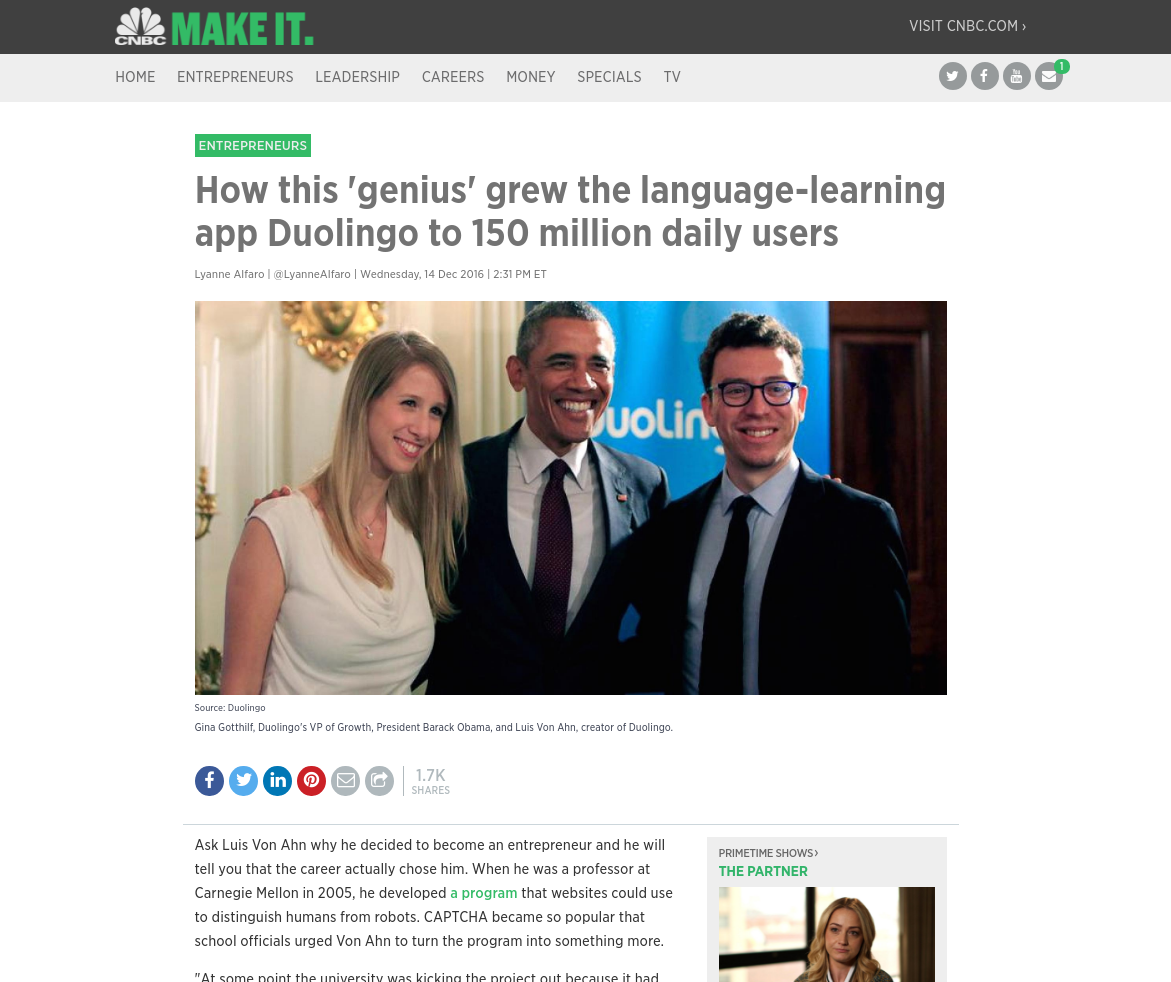 CNBC MAKE IT.
VISIT CNBC.COM ›
HOME ENTREPRENEURS LEADERSHIP CAREERS MONEY SPECIALS TV
1
ENTREPRENEURS
How this 'genius' grew the language-learning
app Duolingo to 150 million daily users
Lyanne Alfaro | @LyanneAlfaro | Wednesday, 14 Dec 2016 | 2:31 PM ET
uoling
Source: Duolingo
Gina Gotthilf, Duolingo's VP of Growth, President Barack Obama, and Luis Von Ahn, creator of Duolingo.
1.7K
SHARES
Ask Luis Von Ahn why he decided to become an entrepreneur and he will
tell you that the career actually chose him. When he was a professor at
Carnegie Mellon in 2005, he developed a program that websites could use
to distinguish humans from robots. CAPTCHA became so popular that
school officials urged Von Ahn to turn the program into something more.
"At some point the university was kicking the project out because it had
PRIMETIME SHOWS ›
THE PARTNER